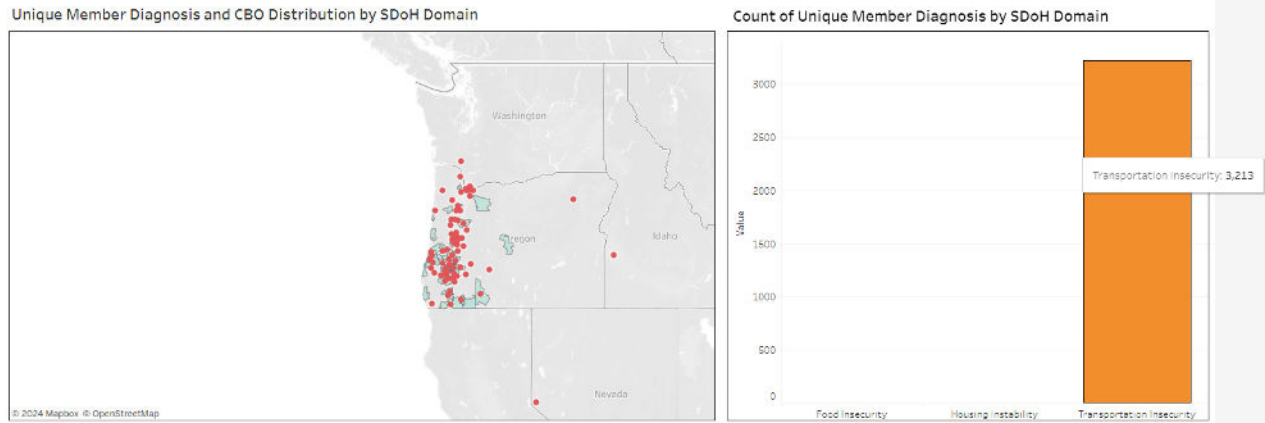 Unique Member Diagnosis and CBO Distribution by SDoH Domain
Washington
Oregon
Idaho
Nevada
© 2024 Mapbox © OpenStreetMap
Count of Unique Member Diagnosis by SDoH Domain
Value
3000
2500
2000
1500
1000
500
0
Transportation Insecurity: 3,213
Food Insecurity
Housing Instability
Transportation Insecurity